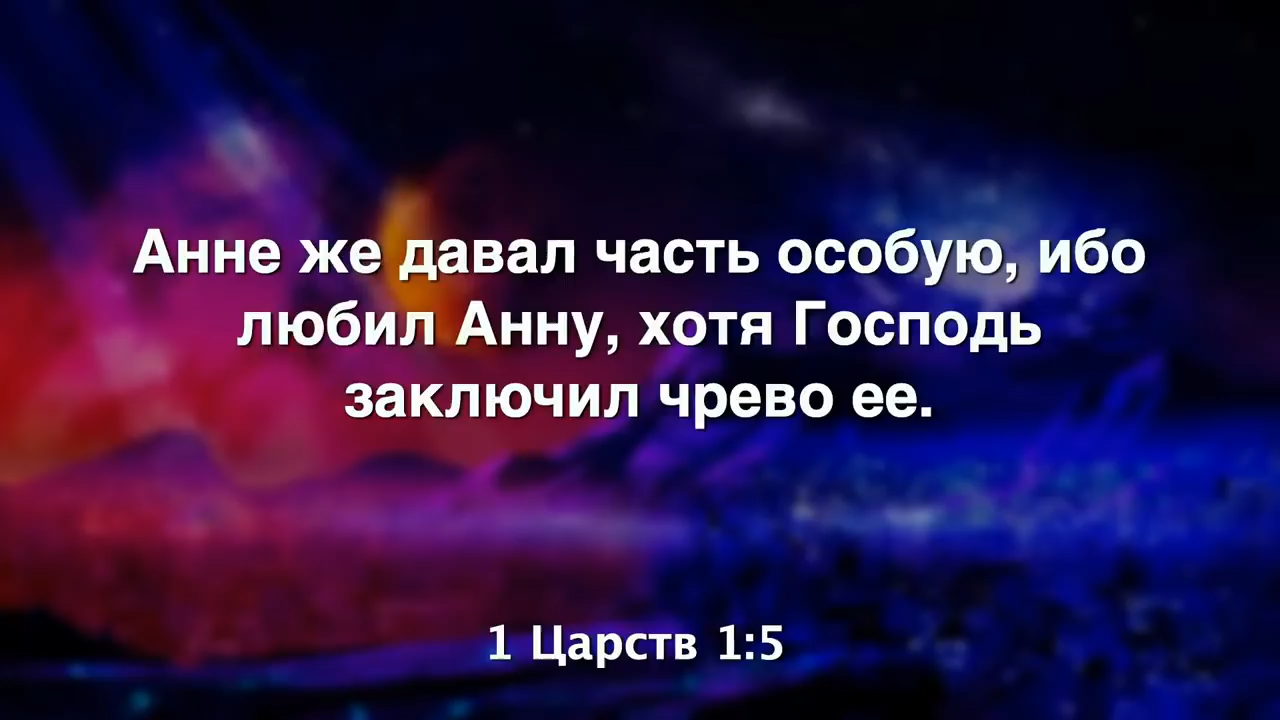 Анне же давал часть особую, ибо
любил Анну, хотя Господь
заключил чрево ее.
1 Царств 1:5